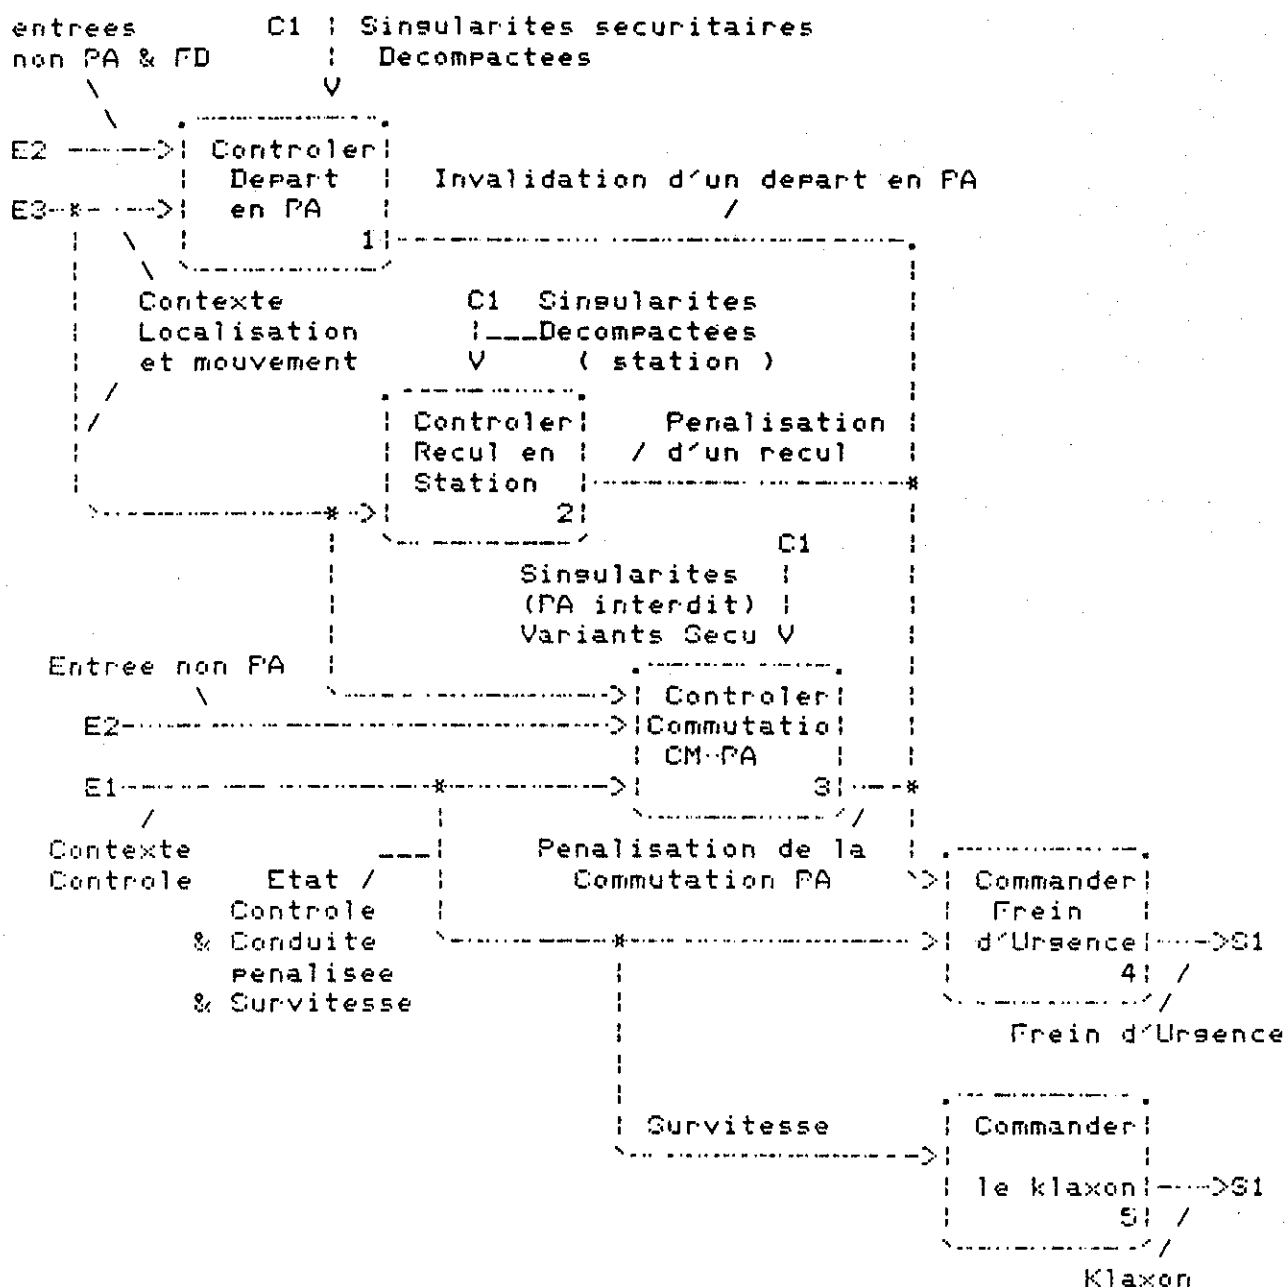 entrees C1 Singularites securitaires
non PA & FD Decompactees
E2 Controler
Depart Invalidation d'un depart en PA
E3 en PA
1
Contexte C1 Singularites
Localisation Decompactees
et mouvement ( station )
Controler Penalisation
Recul en d'un recul
Station
2
C1
Singularites
(PA interdit)
Variants Secu
Entree non PA
Controler
E2 Commutatio
CM-PA
E1 3
Contexte Penalisation de la
Controle Etat Commutation PA Commander
Controle Frein
& Conduite d'Urgence S1
penalisee 4
& Survitesse
Frein d'Urgence
Survitesse Commander
le klaxon S1
5
Klaxon